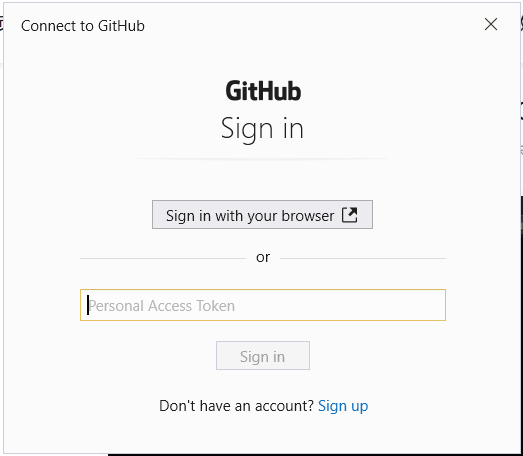 Connect to GitHub
GitHub
Sign in
Sign in with your browser
or
Personal Access Token
Sign in
Don't have an account? Sign up